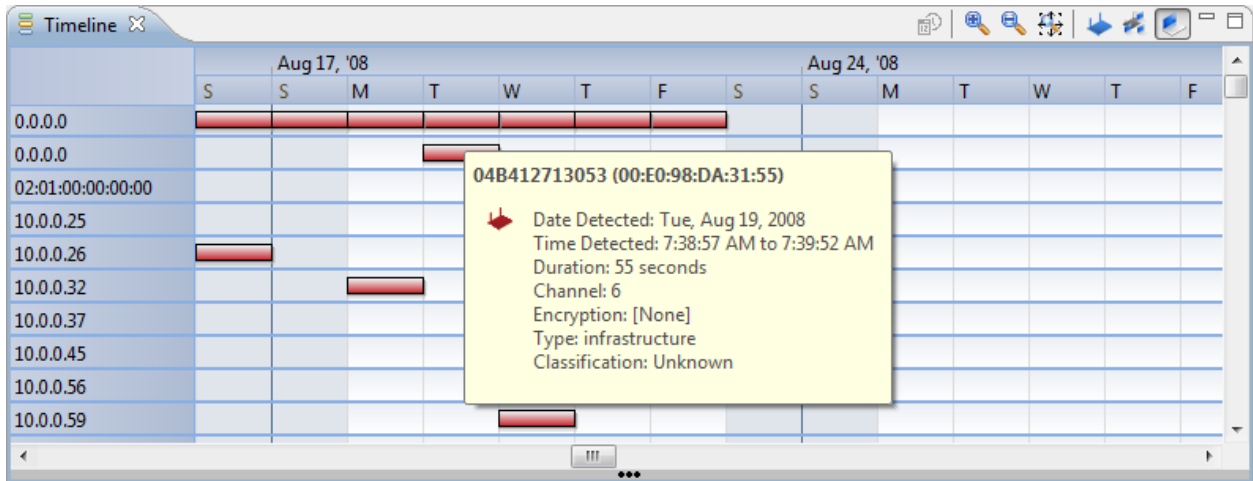 Timeline
Aug 17, '08 Aug 24, '08
S S M T W T F S S M T W T F
0.0.0.0
0.0.0.0
02:01:00:00:00:00
10.0.0.25
10.0.0.26
10.0.0.32
10.0.0.37
10.0.0.45
10.0.0.56
10.0.0.59
04B412713053 (00:E0:98:DA:31:55)
Date Detected: Tue, Aug 19, 2008
Time Detected: 7:38:57 AM to 7:39:52 AM
Duration: 55 seconds
Channel: 6
Encryption: [None]
Type: infrastructure
Classification: Unknown